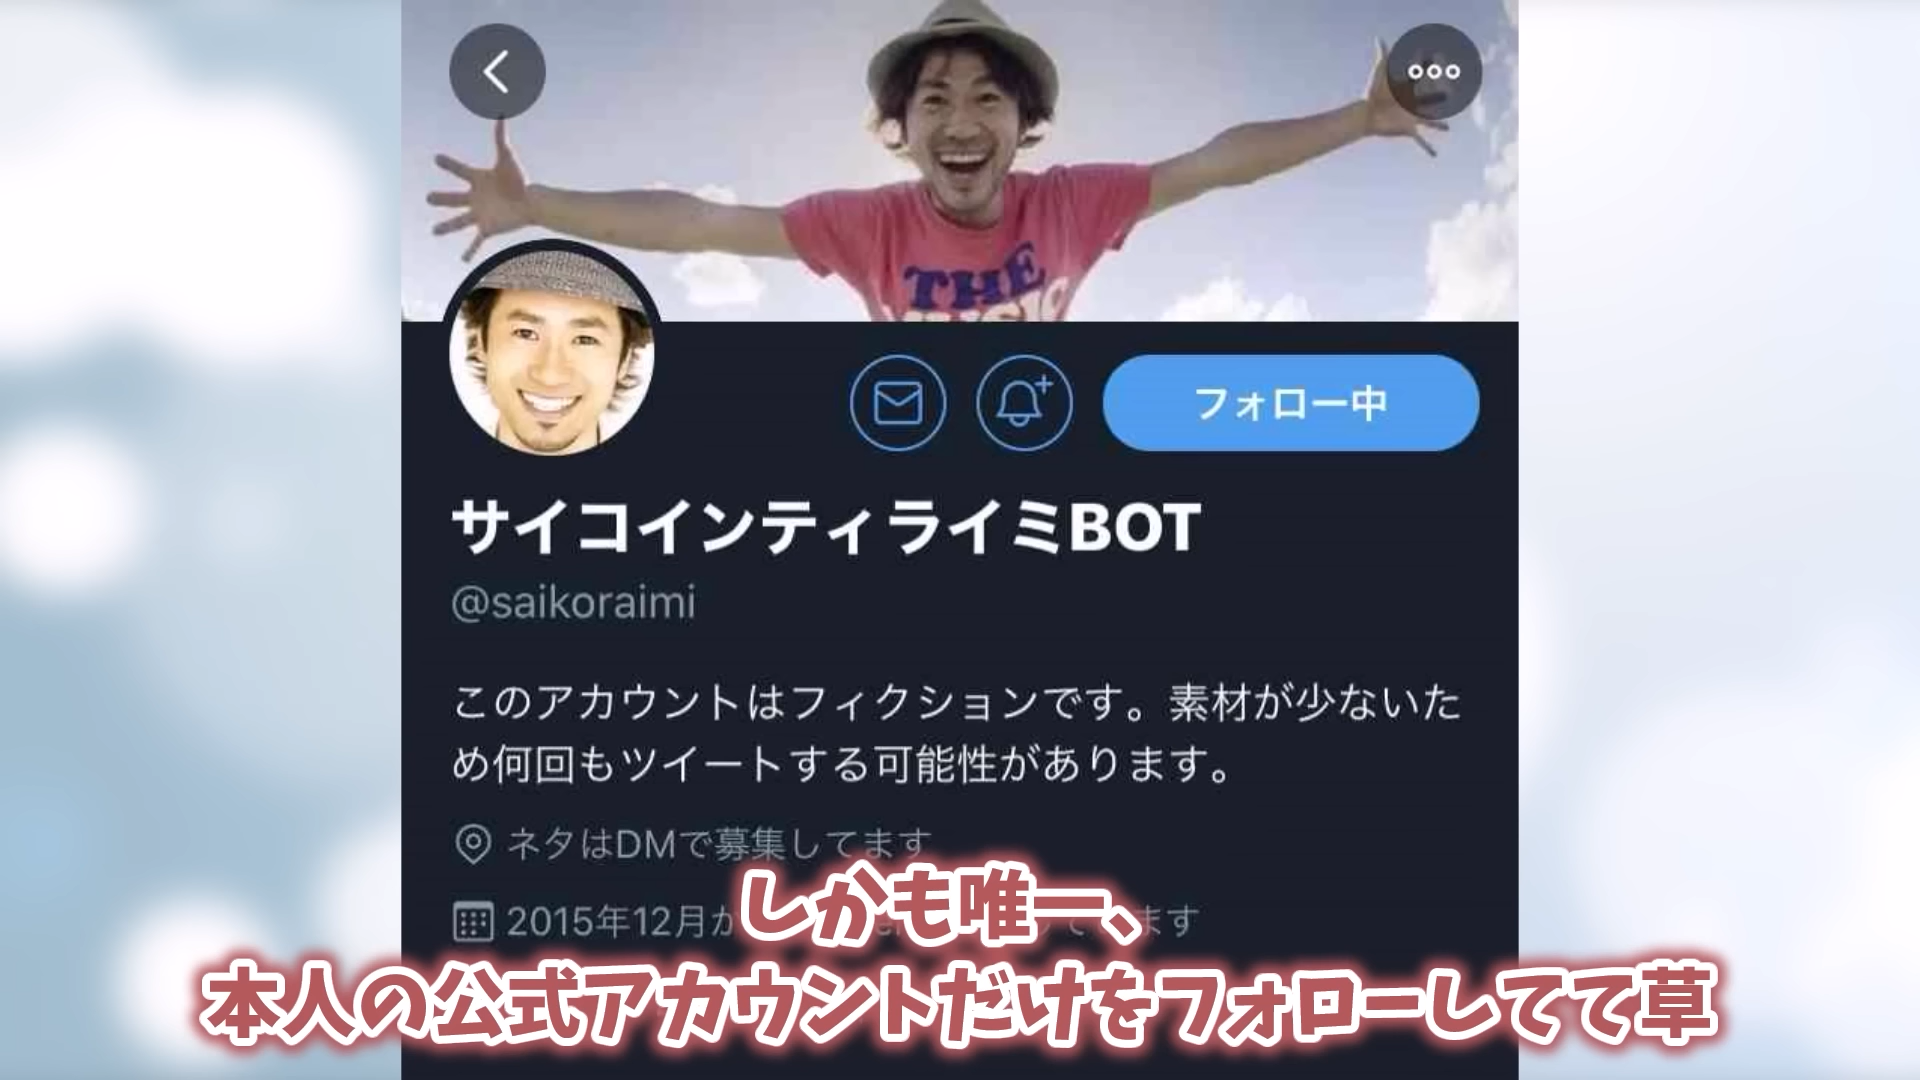 THE
MUSIC
フォロー中
サイコインティライミBOT
@saikoraimi
このアカウントはフィクションです。素材が少ないた
め何回もツイートする可能性があります。
ネタはDMで募集してます
2015年12月か ます
しかも唯一、
本人の公式アカウントだけをフォローしてて草